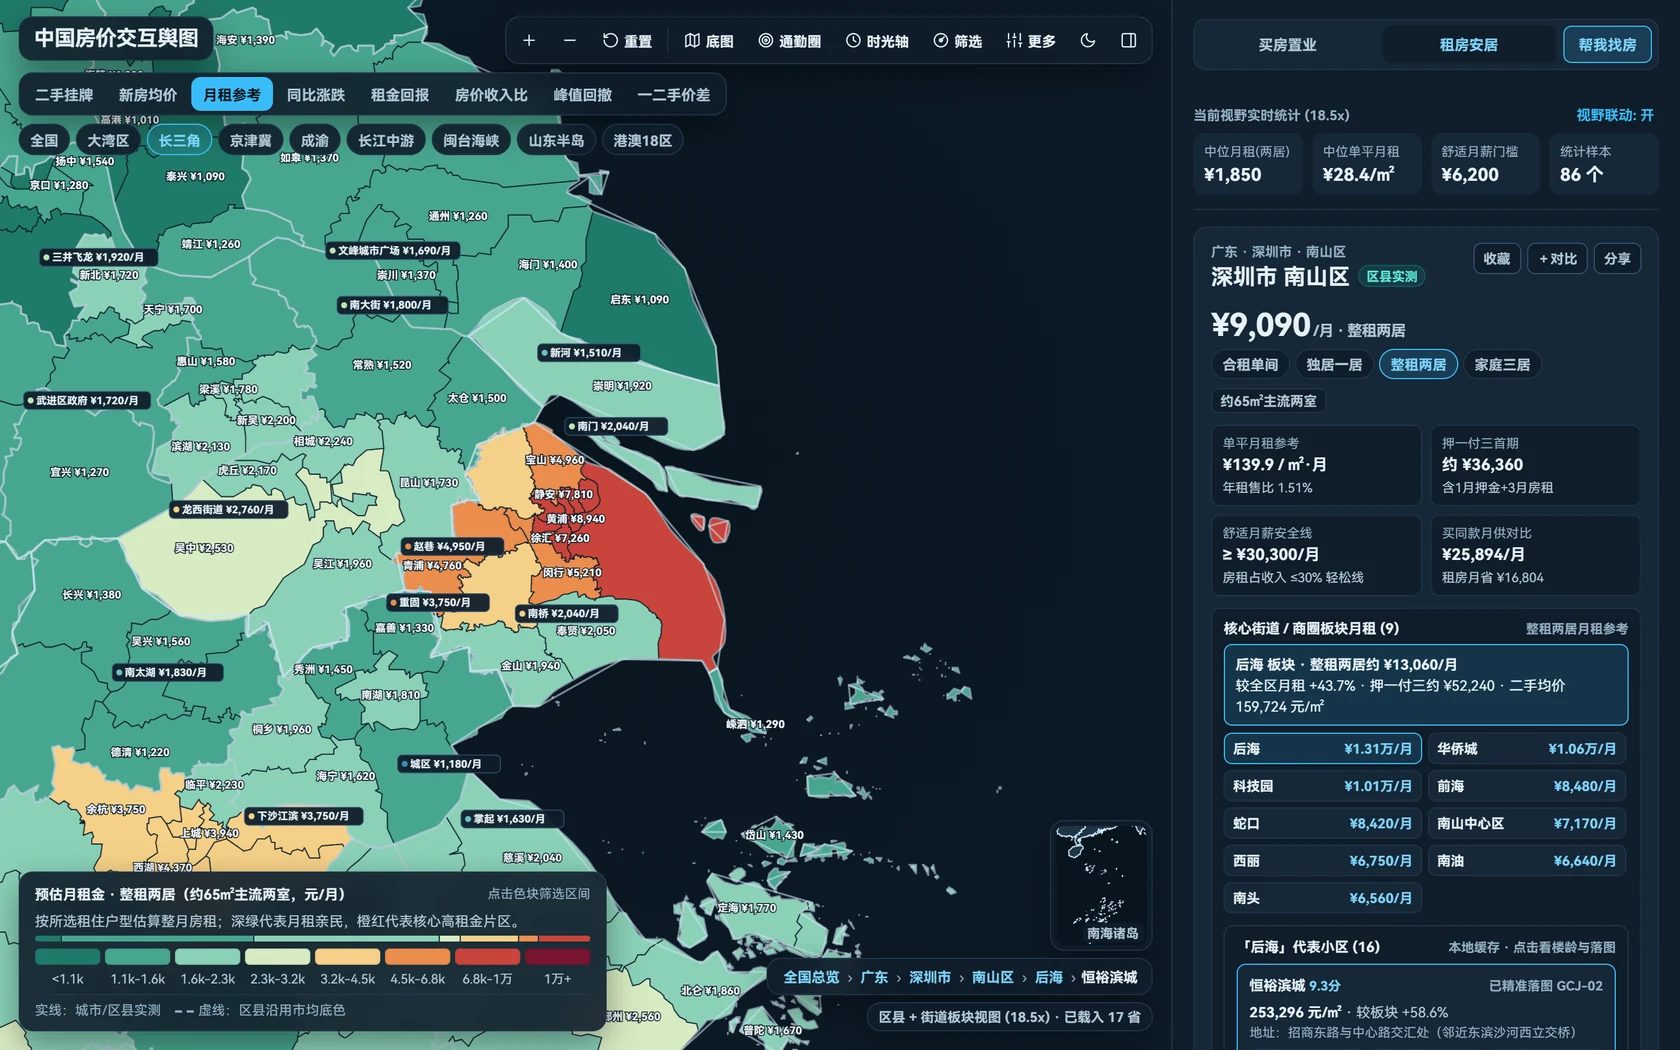 中国房价交互舆图
重置
底图
通勤圈
时光轴
筛选
更多
二手挂牌
新房均价
月租参考
同比涨跌
租金回报
房价收入比
峰值回撤
一二手价差
全国
大湾区
长三角
京津冀
成渝
长江中游
闽台海峡
山东半岛
港澳18区
海安 ¥1,390
高港 ¥1,010
扬中 ¥1,540
如皋 ¥1,370
京口 ¥1,280
泰兴 ¥1,090
通州 ¥1,260
靖江 ¥1,260
文峰城市广场 ¥1,690/月
三井飞龙 ¥1,920/月
新北 ¥1,720
崇川 ¥1,370
海门 ¥1,400
启东 ¥1,090
南大街 ¥1,800/月
天宁 ¥1,700
新河 ¥1,510/月
惠山 ¥1,580
常熟 ¥1,520
崇明 ¥1,920
梁溪 ¥1,780
太仓 ¥1,500
武进区政府 ¥1,720/月
新吴 ¥2,200
南门 ¥2,040/月
滨湖 ¥2,130
相城 ¥2,240
宝山 ¥4,960
宜兴 ¥1,270
虎丘 ¥2,170
昆山 ¥1,730
静安 ¥7,810
龙西街道 ¥2,760/月
黄浦 ¥8,940
徐汇 ¥7,260
吴中 ¥2,530
赵巷 ¥4,950/月
吴江 ¥1,960
青浦 ¥4,760
闵行 ¥5,210
长兴 ¥1,380
重固 ¥3,750/月
南桥 ¥2,040/月
嘉善 ¥1,330
奉贤 ¥2,050
吴兴 ¥1,560
南太湖 ¥1,830/月
秀洲 ¥1,450
金山 ¥1,940
南湖 ¥1,810
嵊泗 ¥1,290
桐乡 ¥1,960
德清 ¥1,220
城区 ¥1,180/月
临平 ¥2,230
海宁 ¥1,620
余杭 ¥3,750
下沙江滨 ¥3,750/月
掌起 ¥1,630/月
上城 ¥3,940
岱山 ¥1,430
西湖 ¥4,370
慈溪 ¥2,040
定海 ¥1,770
北仑 ¥1,860
鄞州 ¥2,560
普陀 ¥1,670
南海诸岛
预估月租金 · 整租两居（约65㎡主流两室，元/月）
点击色块筛选区间
按所选租住户型估算整月房租；深绿代表月租亲民，橙红代表核心高租金片区。
<1.1k
1.1k–1.6k
1.6k–2.3k
2.3k–3.2k
3.2k–4.5k
4.5k–6.8k
6.8k–1万
1万+
实线：城市/区县实测
虚线：区县沿用市均底色
全国总览 › 广东 › 深圳市 › 南山区 › 后海 › 恒裕滨城
区县 + 街道板块视图 (18.5x) · 已载入 17 省
买房置业
租房安居
帮我找房
当前视野实时统计 (18.5x)
视野联动: 开
中位月租(两居)
¥1,850
中位单平月租
¥28.4/㎡
舒适月薪门槛
¥6,200
统计样本
86 个
广东 · 深圳市 · 南山区
收藏
+ 对比
分享
深圳市 南山区
区县实测
¥9,090 /月 · 整租两居
合租单间
独居一居
整租两居
家庭三居
约65㎡主流两室
单平月租参考
¥139.9 / ㎡·月
年租售比 1.51%
押一付三首期
约 ¥36,360
含1月押金+3月房租
舒适月薪安全线
≥ ¥30,300/月
房租占收入 ≤30% 轻松线
买同款月供对比
¥25,894/月
租房月省 ¥16,804
核心街道 / 商圈板块月租 (9)
整租两居月租参考
后海 板块 · 整租两居约 ¥13,060/月
较全区月租 +43.7% · 押一付三约 ¥52,240 · 二手均价
159,724 元/㎡
后海 ¥1.31万/月
华侨城 ¥1.06万/月
科技园 ¥1.01万/月
前海 ¥8,480/月
蛇口 ¥8,420/月
南山中心区 ¥7,170/月
西丽 ¥6,750/月
南油 ¥6,640/月
南头 ¥6,560/月
「后海」代表小区 (16)
本地缓存 · 点击看楼龄与落图
恒裕滨城 9.3分
已精准落图 GCJ-02
253,296 元/㎡ · 较板块 +58.6%
地址：招商东路与中心路交汇处（邻近东滨沙河西立交桥）